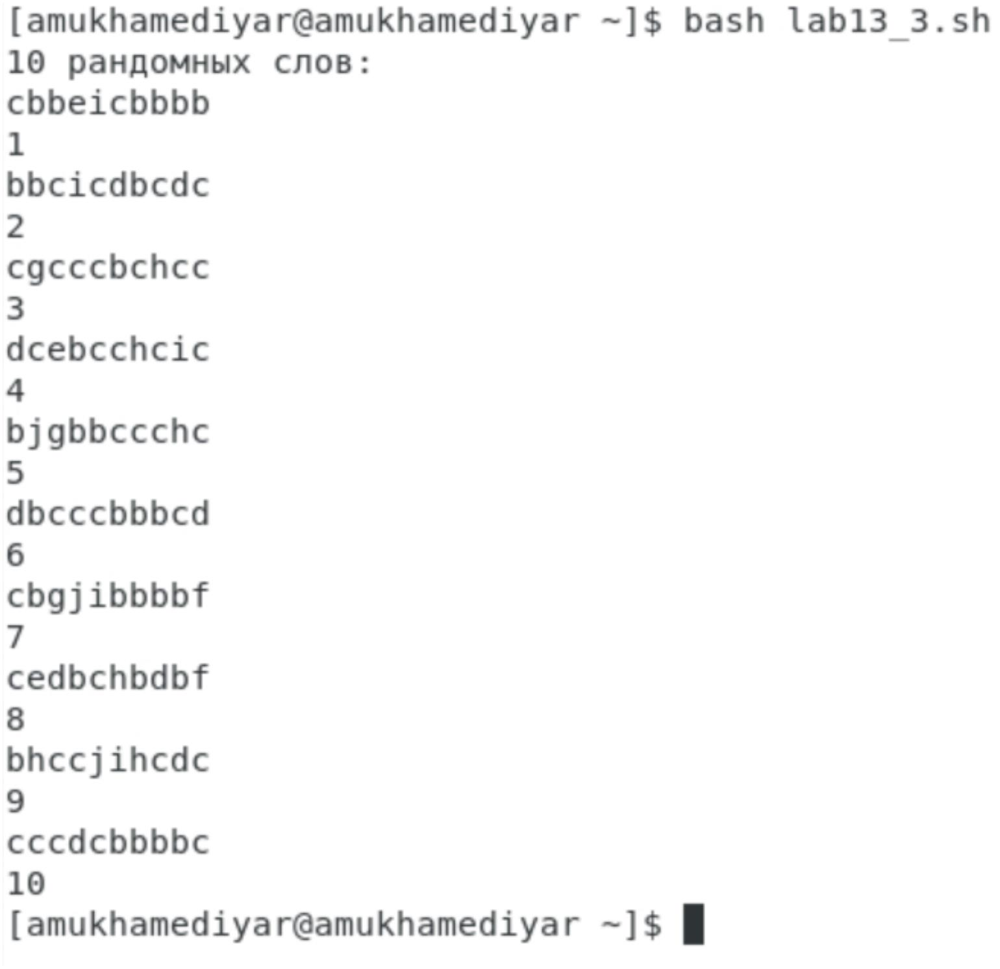 [amukhamediyar@amukhamediyar ~]$ bash lab13_3.sh
10 рандомных слов:
cbbeicbbbb
1
bbcicdbcdc
2
cgcccbchcc
3
dcebcchcic
4
bjgbbccchc
5
dbcccbbbcd
6
cbgjibbbbf
7
cedbchbdbf
8
bhccjihcdc
9
cccdcbbbbc
10
[amukhamediyar@amukhamediyar ~]$